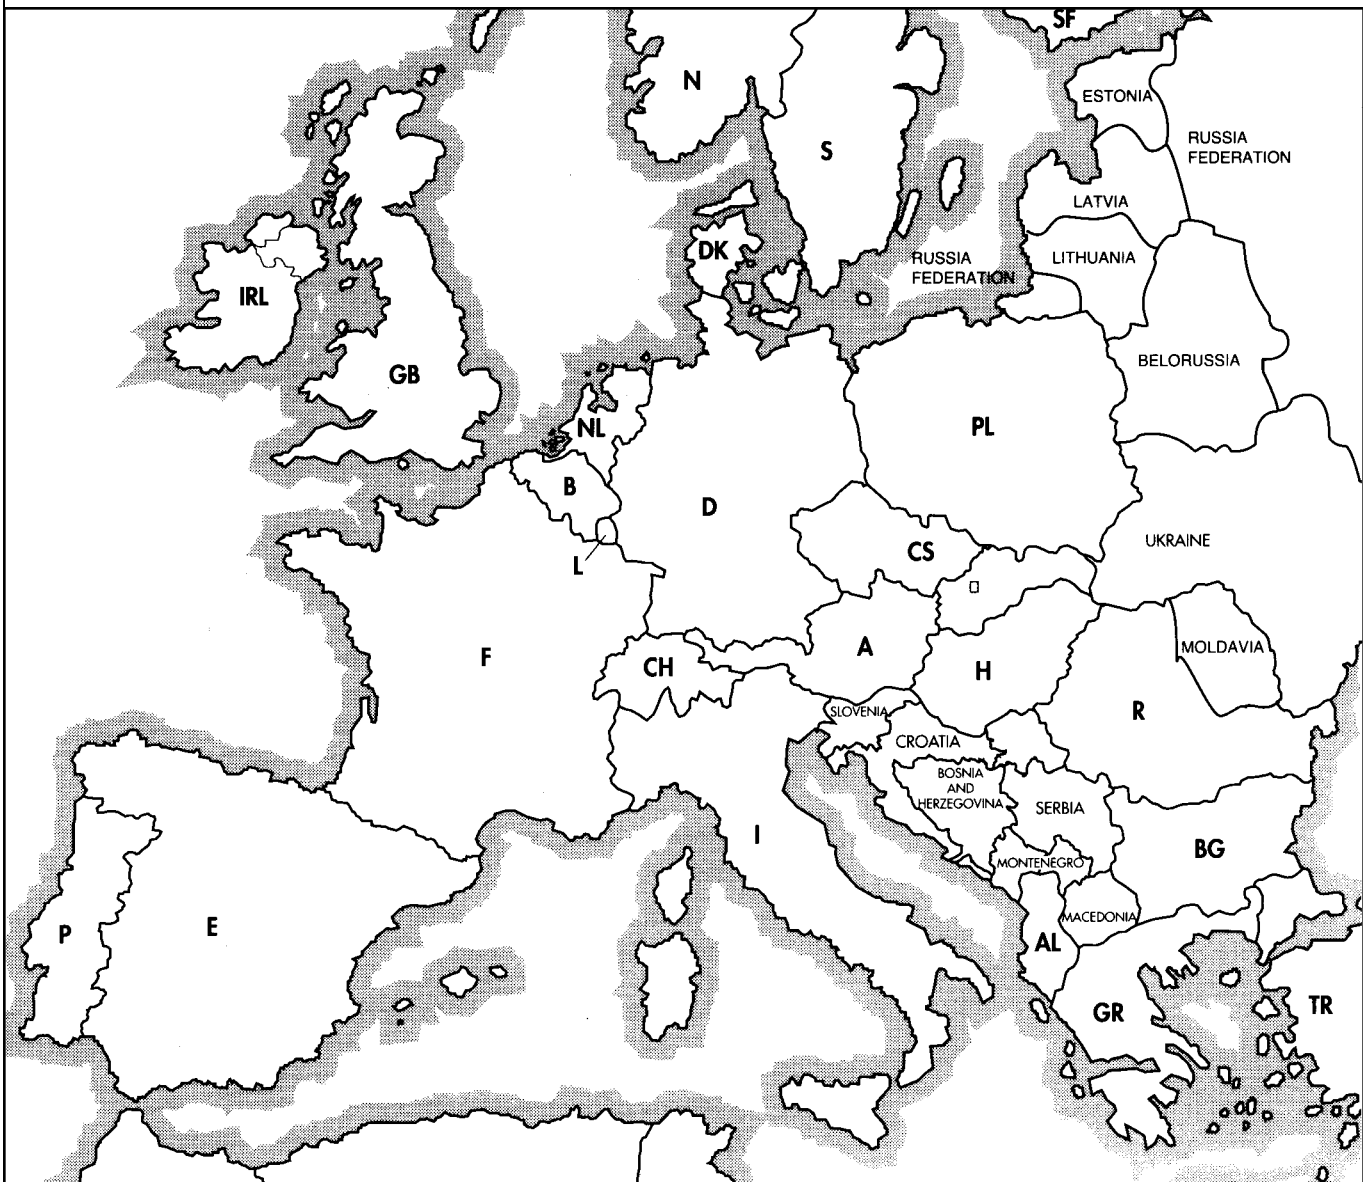 SF
N
ESTONIA
S
RUSSIA
FEDERATION
LATVIA
DK
RUSSIA
FEDERATION
LITHUANIA
IRL
GB
BELORUSSIA
NL
PL
B
D
L
CS
UKRAINE
F
CH
A
H
MOLDAVIA
SLOVENIA
R
CROATIA
BOSNIA
AND
HERZEGOVINA
SERBIA
I
BG
MONTENEGRO
P
E
MACEDONIA
AL
GR
TR